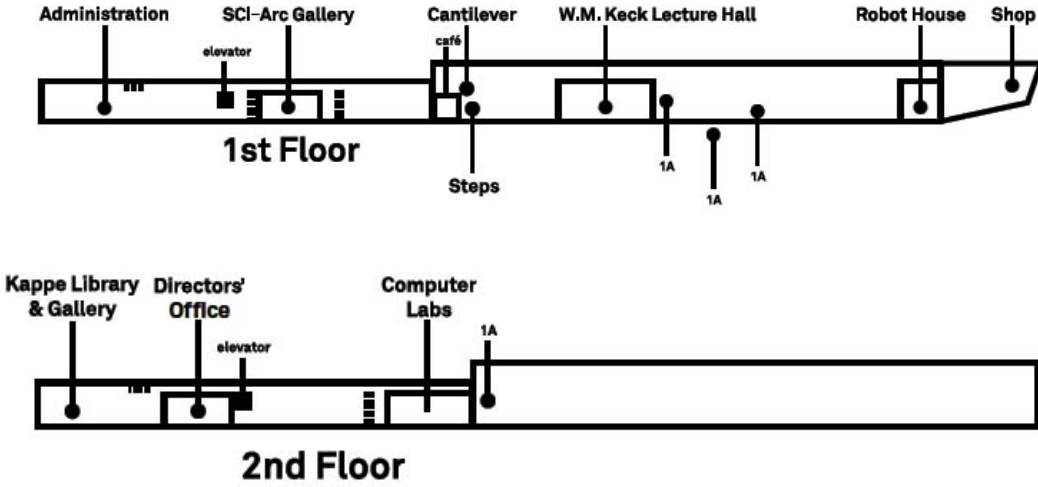 Administration
SCI-Arc Gallery
Cantilever
W.M. Keck Lecture Hall
Robot House
Shop
elevator
café
1st Floor
Steps
1A
1A
1A
Kappe Library
& Gallery
Directors'
Office
Computer
Labs
elevator
1A
2nd Floor